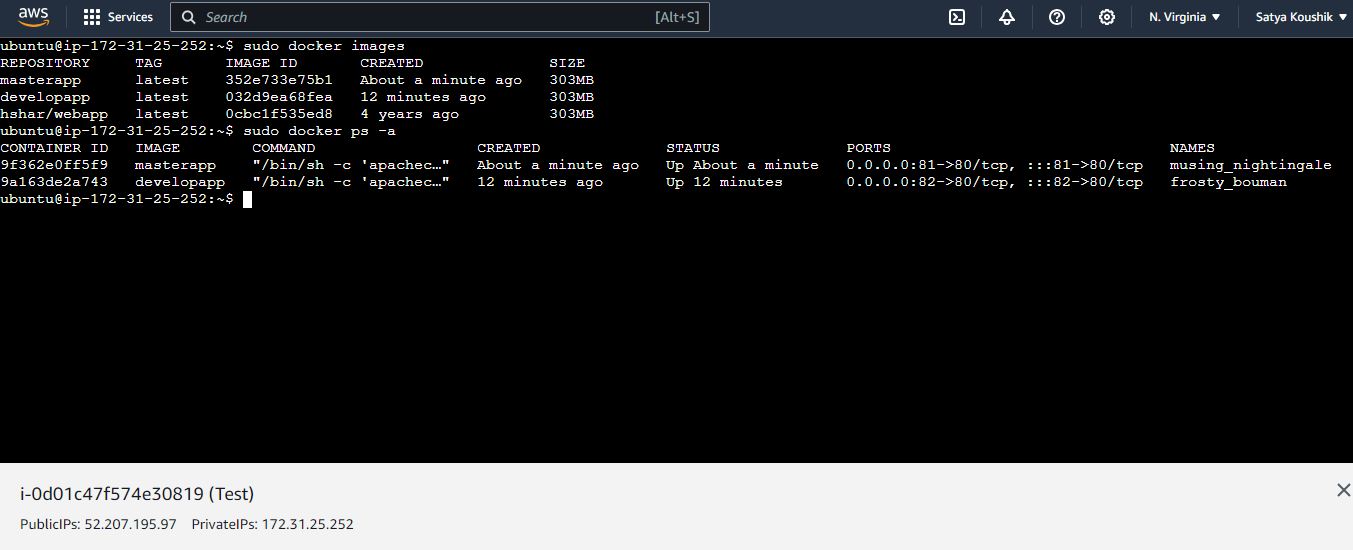 aws Services Search [Alt+S] N. Virginia Satya Koushik
ubuntu@ip-172-31-25-252:~$ sudo docker images
REPOSITORY TAG IMAGE ID CREATED SIZE
masterapp latest 352e733e75b1 About a minute ago 303MB
developapp latest 032d9ea68fea 12 minutes ago 303MB
hshar/webapp latest 0cbc1f535ed8 4 years ago 303MB
ubuntu@ip-172-31-25-252:~$ sudo docker ps -a
CONTAINER ID IMAGE COMMAND CREATED STATUS PORTS NAMES
9f362e0ff5f9 masterapp "/bin/sh -c 'apachec…" About a minute ago Up About a minute 0.0.0.0:81->80/tcp, :::81->80/tcp musing_nightingale
9a163de2a743 developapp "/bin/sh -c 'apachec…" 12 minutes ago Up 12 minutes 0.0.0.0:82->80/tcp, :::82->80/tcp frosty_bouman
ubuntu@ip-172-31-25-252:~$
i-0d01c47f574e30819 (Test)
PublicIPs: 52.207.195.97 PrivateIPs: 172.31.25.252